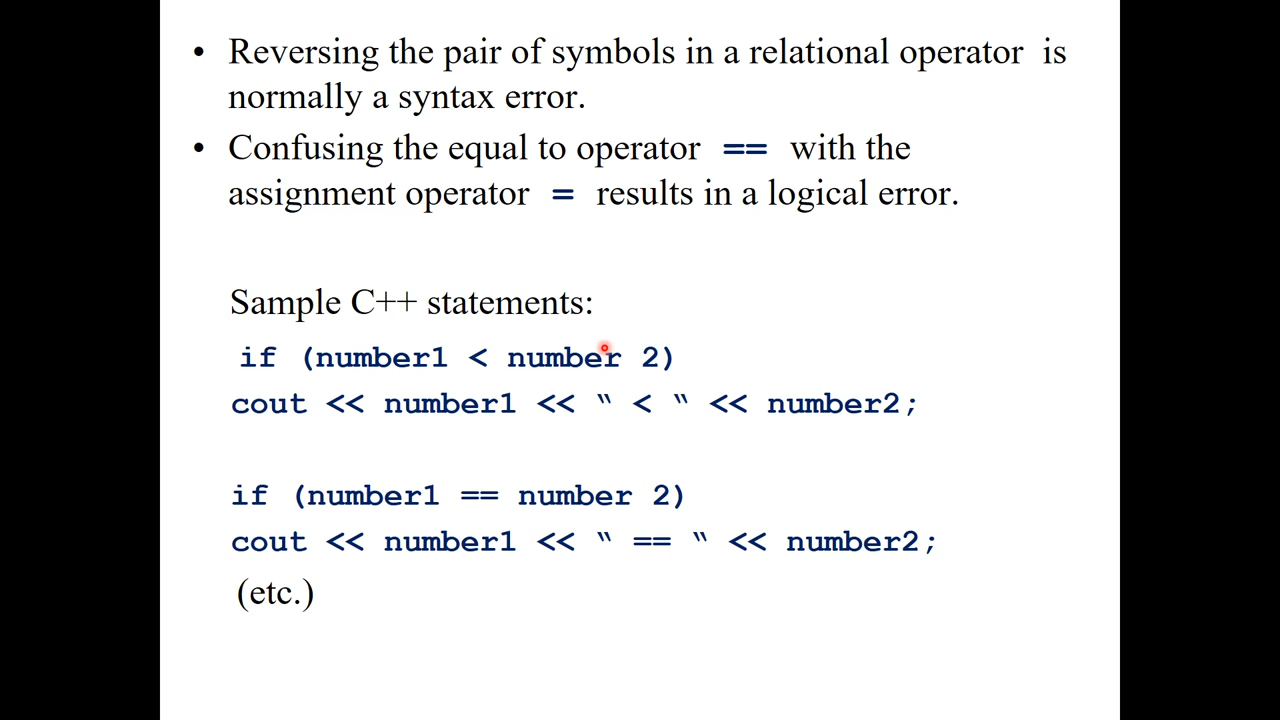 • Reversing the pair of symbols in a relational operator is
normally a syntax error.
• Confusing the equal to operator == with the
assignment operator = results in a logical error.
Sample C++ statements:
if (number1 < number 2)
cout << number1 << “ < “ << number2;
if (number1 == number 2)
cout << number1 << “ == “ << number2;
(etc.)